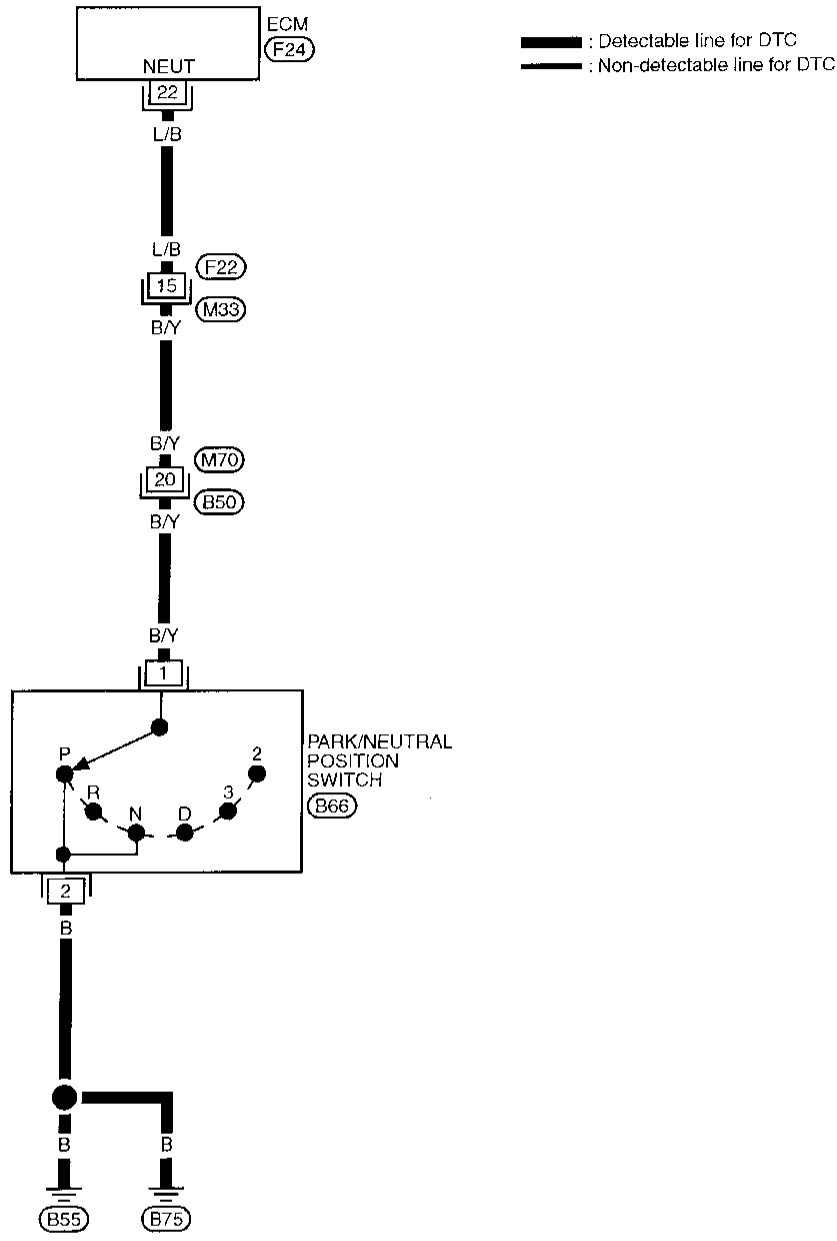 ECM
F24
NEUT
22
L/B
L/B
F22
15
M33
B/Y
B/Y
M70
20
B50
B/Y
B/Y
1
PARK/NEUTRAL
POSITION
SWITCH
B66
P
R
N
D
3
2
2
B
B
B
B55
B75
: Detectable line for DTC
: Non-detectable line for DTC